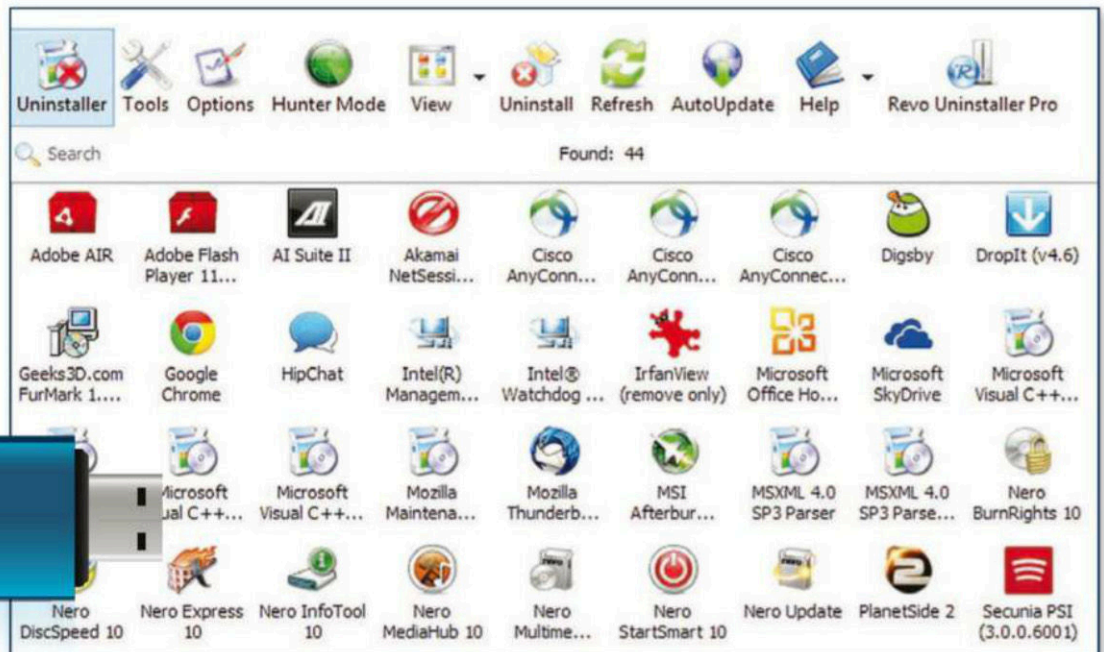 Uninstaller Tools Options Hunter Mode View Uninstall Refresh AutoUpdate Help Revo Uninstaller Pro
Search Found: 44
Adobe AIR Adobe Flash AI Suite II Akamai Cisco Cisco Cisco Digsby DropIt (v4.6)
Player 11... NetSessi... AnyConn... AnyConn... AnyConnec...
Geeks3D.com Google HipChat Intel(R) Intel® IrfanView Microsoft Microsoft Microsoft
FurMark 1.... Chrome Managem... Watchdog ... (remove only) Office Ho... SkyDrive Visual C++...
Microsoft Microsoft Mozilla Mozilla MSI MSXML 4.0 MSXML 4.0 Nero
C++... Visual C++... Maintena... Thunderb... Afterbur... SP3 Parser SP3 Parse... BurnRights 10
Nero Nero Express Nero InfoTool Nero Nero Nero Nero Update PlanetSide 2 Secunia PSI
DiscSpeed 10 10 10 MediaHub 10 Multime... StartSmart 10 (3.0.0.6001)